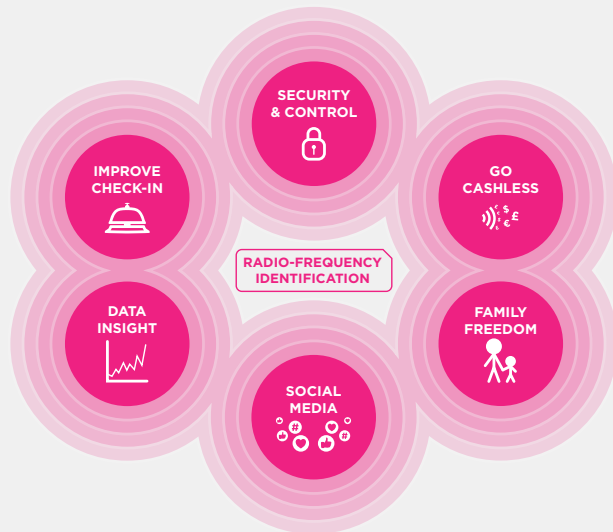 SECURITY
& CONTROL
IMPROVE
CHECK-IN
GO
CASHLESS
$
£
€
RADIO-FREQUENCY
IDENTIFICATION
DATA
INSIGHT
FAMILY
FREEDOM
SOCIAL
MEDIA
#
#